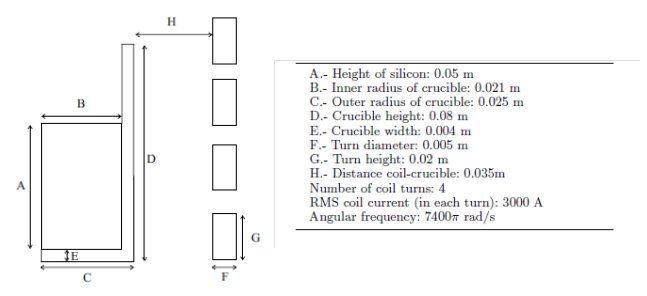 H
B
D
A
G
E
C
F
A.- Height of silicon: 0.05 m
B.- Inner radius of crucible: 0.021 m
C.- Outer radius of crucible: 0.025 m
D.- Crucible height: 0.08 m
E.- Crucible width: 0.004 m
F.- Turn diameter: 0.005 m
G.- Turn height: 0.02 m
H.- Distance coil-crucible: 0.035m
Number of coil turns: 4
RMS coil current (in each turn): 3000 A
Angular frequency: 7400π rad/s